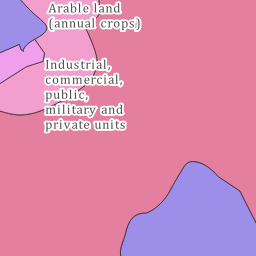 Arable land
(annual crops)
Industrial,
commercial,
public,
military and
private units